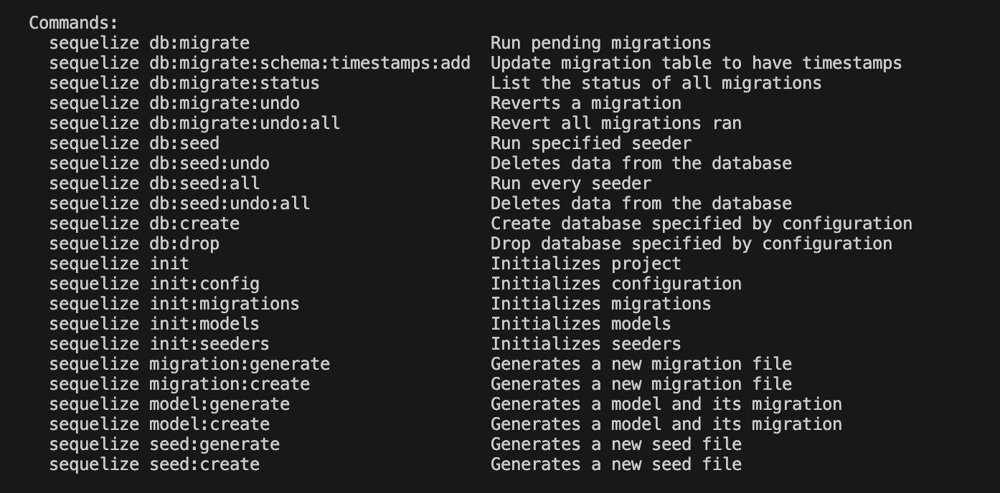 Commands:
  sequelize db:migrate                        Run pending migrations
  sequelize db:migrate:schema:timestamps:add  Update migration table to have timestamps
  sequelize db:migrate:status                 List the status of all migrations
  sequelize db:migrate:undo                   Reverts a migration
  sequelize db:migrate:undo:all               Revert all migrations ran
  sequelize db:seed                           Run specified seeder
  sequelize db:seed:undo                      Deletes data from the database
  sequelize db:seed:all                       Run every seeder
  sequelize db:seed:undo:all                  Deletes data from the database
  sequelize db:create                         Create database specified by configuration
  sequelize db:drop                           Drop database specified by configuration
  sequelize init                              Initializes project
  sequelize init:config                       Initializes configuration
  sequelize init:migrations                   Initializes migrations
  sequelize init:models                       Initializes models
  sequelize init:seeders                      Initializes seeders
  sequelize migration:generate                Generates a new migration file
  sequelize migration:create                  Generates a new migration file
  sequelize model:generate                    Generates a model and its migration
  sequelize model:create                      Generates a model and its migration
  sequelize seed:generate                     Generates a new seed file
  sequelize seed:create                       Generates a new seed file